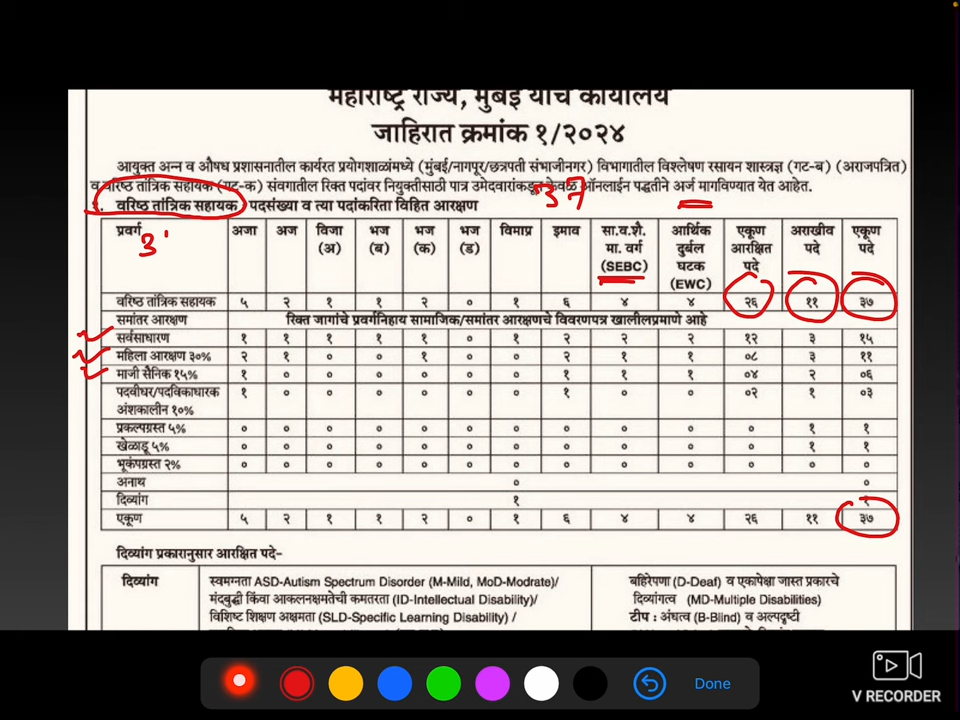 महाराष्ट्र राज्य, मुंबई यांचे कार्यालय
जाहिरात क्रमांक १/२०२४
आयुक्त अन्न व औषध प्रशासनातील कार्यरत प्रयोगशाळांमध्ये (मुंबई/नागपूर/छत्रपती संभाजीनगर) विभागातील विश्लेषण रसायन शास्त्रज्ञ (गट-ब) (अराजपत्रित)
व वरिष्ठ तांत्रिक सहायक (गट-क) संवर्गातील रिक्त पदांवर नियुक्तीसाठी पात्र उमेदवारांकडून केवळ ऑनलाईन पद्धतीने अर्ज मागविण्यात येत आहेत.
37
वरिष्ठ तांत्रिक सहायक पदसंख्या व त्या पदांकरिता विहित आरक्षण
प्रवर्ग अजा अज विजा (अ) भज (ब) भज (क) भज (ड) विमाप्र इमाव सा.व.शै. मा. वर्ग (SEBC) आर्थिक दुर्बल घटक (EWC) एकूण आरक्षित पदे अराखीव पदे एकूण पदे
वरिष्ठ तांत्रिक सहायक ५ २ १ १ २ ० १ ६ ४ ४ २६ ११ ३७
समांतर आरक्षण रिक्त जागांचे प्रवर्गनिहाय सामाजिक/समांतर आरक्षणचे विवरणपत्र खालीलप्रमाणे आहे
सर्वसाधारण १ १ १ १ १ ० १ २ २ २ १२ ३ १५
महिला आरक्षण ३०% २ १ ० ० १ ० ० २ १ १ ०८ ३ ११
माजी सैनिक १५% १ ० ० ० ० ० ० १ १ १ ०४ २ ०६
पदवीधर/पदविकाधारक अंशकालीन १०% १ ० ० ० ० ० ० १ ० ० ०२ १ ०३
प्रकल्पग्रस्त ५% ० ० ० ० ० ० ० ० ० ० ० १ १
खेळाडू ५% ० ० ० ० ० ० ० ० ० ० ० १ १
भूकंपग्रस्त २% ० ० ० ० ० ० ० ० ० ० ० ० ०
अनाथ ० ०
दिव्यांग १ १
एकूण ५ २ १ १ २ ० १ ६ ४ ४ २६ ११ ३७
दिव्यांग प्रकारानुसार आरक्षित पदे-
दिव्यांग
स्वमग्नता ASD-Autism Spectrum Disorder (M-Mild, MoD-Modrate)/
मंदबुद्धी किंवा आकलनक्षमतेची कमतरता (ID-Intellectual Disability)/
विशिष्ट शिक्षण अक्षमता (SLD-Specific Learning Disability) /
बहिरेपणा (D-Deaf) व एकापेक्षा जास्त प्रकारचे
दिव्यांगत्व (MD-Multiple Disabilities)
टीप : अंधत्व (B-Blind) व अल्पदृष्टी
Done
V RECORDER